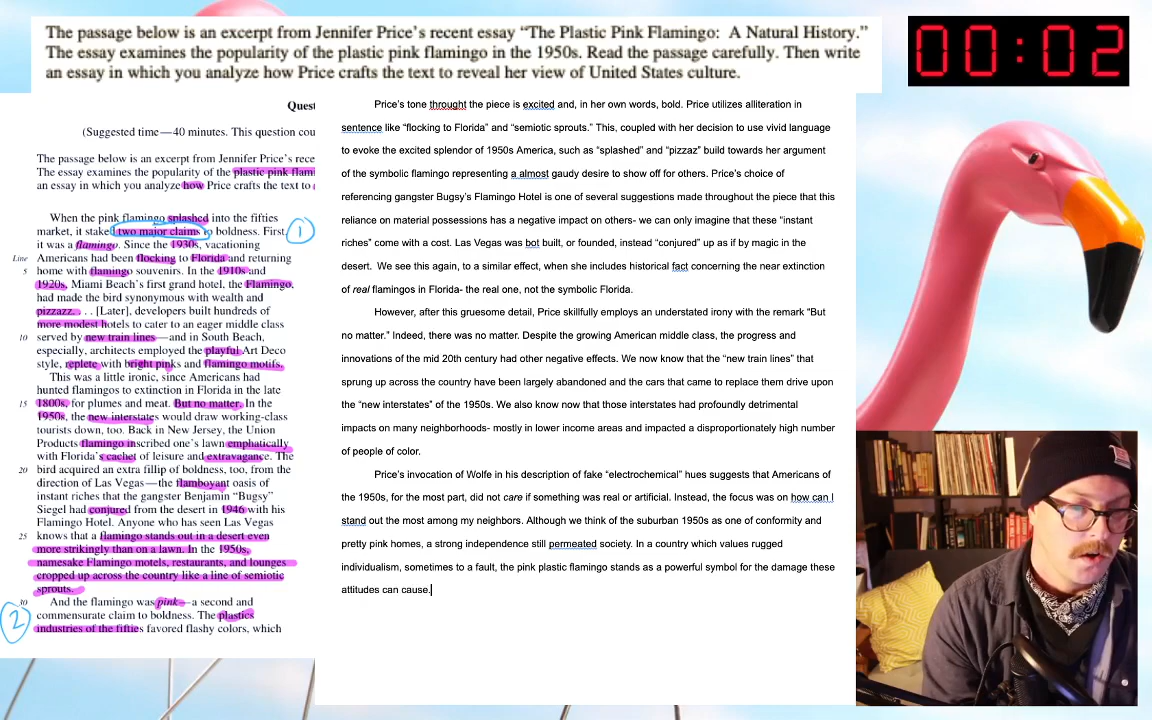 The passage below is an excerpt from Jennifer Price's recent essay “The Plastic Pink Flamingo: A Natural History.”
The essay examines the popularity of the plastic pink flamingo in the 1950s. Read the passage carefully. Then write
an essay in which you analyze how Price crafts the text to reveal her view of United States culture.
00:02
Quest
(Suggested time—40 minutes. This question cou
The passage below is an excerpt from Jennifer Price's rece
The essay examines the popularity of the plastic pink flam
an essay in which you analyze how Price crafts the text to
When the pink flamingo splashed into the fifties
market, it staked two major claims to boldness. First,
1
it was a flamingo. Since the 1930s, vacationing
Line Americans had been flocking to Florida and returning
5 home with flamingo souvenirs. In the 1910s and
1920s, Miami Beach's first grand hotel, the Flamingo,
had made the bird synonymous with wealth and
pizzazz. . . . [Later], developers built hundreds of
more modest hotels to cater to an eager middle class
10 served by new train lines—and in South Beach,
especially, architects employed the playful Art Deco
style, replete with bright pinks and flamingo motifs.
This was a little ironic, since Americans had
hunted flamingos to extinction in Florida in the late
15 1800s, for plumes and meat. But no matter. In the
1950s, the new interstates would draw working-class
tourists down, too. Back in New Jersey, the Union
Products flamingo inscribed one's lawn emphatically
with Florida's cachet of leisure and extravagance. The
20 bird acquired an extra fillip of boldness, too, from the
direction of Las Vegas—the flamboyant oasis of
instant riches that the gangster Benjamin “Bugsy”
Siegel had conjured from the desert in 1946 with his
Flamingo Hotel. Anyone who has seen Las Vegas
25 knows that a flamingo stands out in a desert even
more strikingly than on a lawn. In the 1950s,
namesake Flamingo motels, restaurants, and lounges
cropped up across the country like a line of semiotic
sprouts.
30 And the flamingo was pink—a second and
2
commensurate claim to boldness. The plastics
industries of the fifties favored flashy colors, which
Price's tone throught the piece is excited and, in her own words, bold. Price utilizes alliteration in
sentence like “flocking to Florida” and “semiotic sprouts.” This, coupled with her decision to use vivid language
to evoke the excited splendor of 1950s America, such as “splashed” and “pizzaz” build towards her argument
of the symbolic flamingo representing a almost gaudy desire to show off for others. Price's choice of
referencing gangster Bugsy's Flamingo Hotel is one of several suggestions made throughout the piece that this
reliance on material possessions has a negative impact on others- we can only imagine that these “instant
riches” come with a cost. Las Vegas was bot built, or founded, instead “conjured” up as if by magic in the
desert. We see this again, to a similar effect, when she includes historical fact concerning the near extinction
of real flamingos in Florida- the real one, not the symbolic Florida.
However, after this gruesome detail, Price skillfully employs an understated irony with the remark “But
no matter.” Indeed, there was no matter. Despite the growing American middle class, the progress and
innovations of the mid 20th century had other negative effects. We now know that the “new train lines” that
sprung up across the country have been largely abandoned and the cars that came to replace them drive upon
the “new interstates” of the 1950s. We also know now that those interstates had profoundly detrimental
impacts on many neighborhoods- mostly in lower income areas and impacted a disproportionately high number
of people of color.
Price's invocation of Wolfe in his description of fake “electrochemical” hues suggests that Americans of
the 1950s, for the most part, did not care if something was real or artificial. Instead, the focus was on how can I
stand out the most among my neighbors. Although we think of the suburban 1950s as one of conformity and
pretty pink homes, a strong independence still permeated society. In a country which values rugged
individualism, sometimes to a fault, the pink plastic flamingo stands as a powerful symbol for the damage these
attitudes can cause.